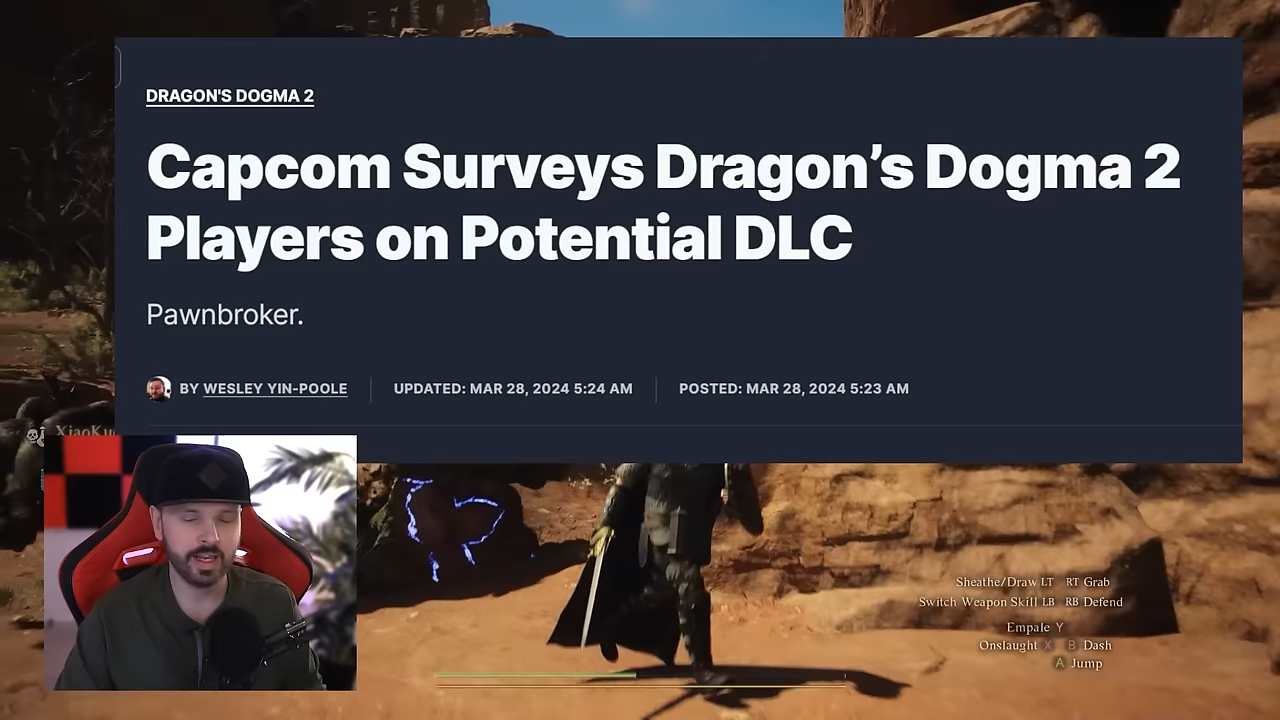 DRAGON'S DOGMA 2
Capcom Surveys Dragon's Dogma 2
Players on Potential DLC
Pawnbroker.
BY WESLEY YIN-POOLE
UPDATED: MAR 28, 2024 5:24 AM
POSTED: MAR 28, 2024 5:23 AM
Sheathe/Draw LT RT Grab
Switch Weapon Skill LB RB Defend
Empale Y
Onslaught X B Dash
A Jump